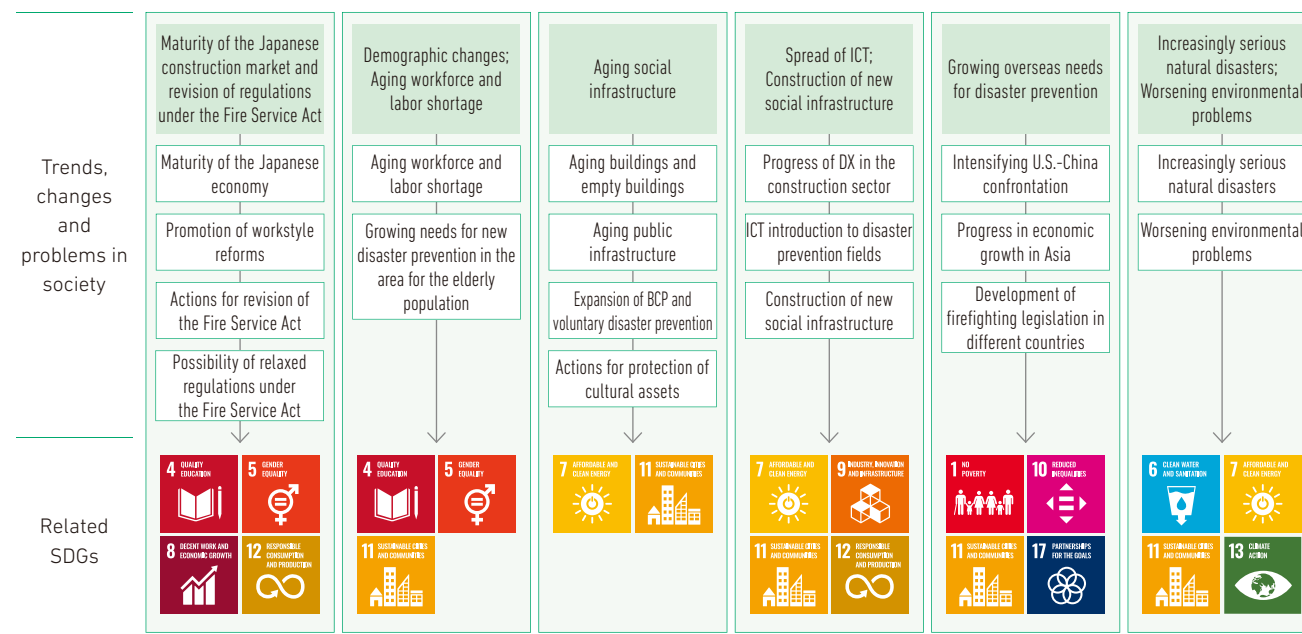 Trends,
changes
and
problems in
society
Related
SDGs
Maturity of the Japanese
construction market and
revision of regulations
under the Fire Service Act
Maturity of the Japanese
economy
Promotion of workstyle
reforms
Actions for revision of
the Fire Service Act
Possibility of relaxed
regulations under
the Fire Service Act
4 QUALITY
EDUCATION
5 GENDER
EQUALITY
8 DECENT WORK AND
ECONOMIC GROWTH
12 RESPONSIBLE
CONSUMPTION
AND PRODUCTION
Demographic changes;
Aging workforce and
labor shortage
Aging workforce and
labor shortage
Growing needs for new
disaster prevention in the
area for the elderly
population
4 QUALITY
EDUCATION
5 GENDER
EQUALITY
11 SUSTAINABLE CITIES
AND COMMUNITIES
Aging social
infrastructure
Aging buildings and
empty buildings
Aging public
infrastructure
Expansion of BCP and
voluntary disaster prevention
Actions for protection of
cultural assets
7 AFFORDABLE AND
CLEAN ENERGY
11 SUSTAINABLE CITIES
AND COMMUNITIES
Spread of ICT;
Construction of new
social infrastructure
Progress of DX in the
construction sector
ICT introduction to disaster
prevention fields
Construction of new
social infrastructure
7 AFFORDABLE AND
CLEAN ENERGY
9 INDUSTRY, INNOVATION
AND INFRASTRUCTURE
11 SUSTAINABLE CITIES
AND COMMUNITIES
12 RESPONSIBLE
CONSUMPTION
AND PRODUCTION
Growing overseas needs
for disaster prevention
Intensifying U.S.-China
confrontation
Progress in economic
growth in Asia
Development of
firefighting legislation in
different countries
1 NO
POVERTY
10 REDUCED
INEQUALITIES
11 SUSTAINABLE CITIES
AND COMMUNITIES
17 PARTNERSHIPS
FOR THE GOALS
Increasingly serious
natural disasters;
Worsening environmental
problems
Increasingly serious
natural disasters
Worsening environmental
problems
6 CLEAN WATER
AND SANITATION
7 AFFORDABLE AND
CLEAN ENERGY
11 SUSTAINABLE CITIES
AND COMMUNITIES
13 CLIMATE
ACTION